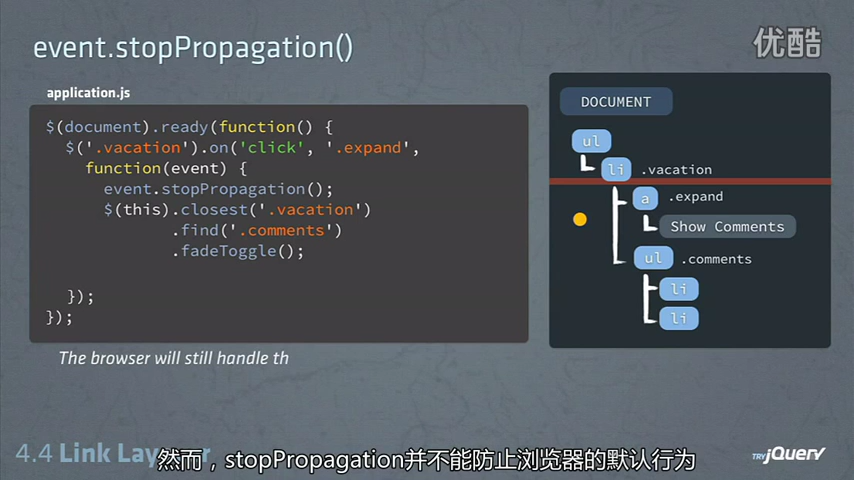 event.stopPropagation()
优酷
application.js
$(document).ready(function() {
$('.vacation').on('click', '.expand',
function(event) {
event.stopPropagation();
$(this).closest('.vacation')
.find('.comments')
.fadeToggle();
});
});
The browser will still handle th
DOCUMENT
ul
li .vacation
a .expand
Show Comments
ul .comments
li
li
4.4 Link Lay
然而，stopPropagation并不能防止浏览器的默认行为
TRY jQuery